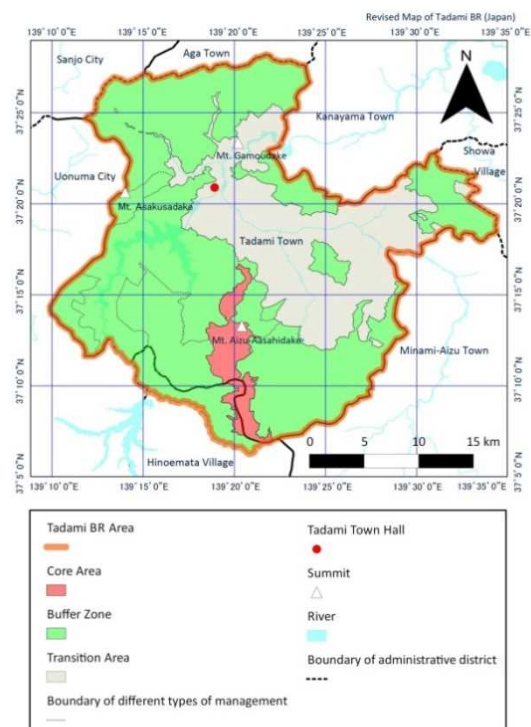 Revised Map of Tadami BR (Japan)
139°10'0"N 139°15'0"N 139°20'0"N 139°25'0"N 139°30'0"N 139°35'0"N
Sanjo City
Aga Town
Kanayama Town
Showa
Village
Uonuma City
Mt. Gamoudake
Mt. Asakusadake
Tadami Town
Mt. Aizu-Aasahidake
Minami-Aizu Town
Hinoemata Village
N
37°25'0"N
37°20'0"N
37°15'0"N
37°10'0"N
37°5'0"N
37°25'0"N
37°20'0"N
37°15'0"N
37°10'0"N
37°5'0"N
0 5 10 15 km
139°10'0"N 139°15'0"N 139°20'0"N 139°25'0"N 139°30'0"N 139°35'0"N
Tadami BR Area
Core Area
Buffer Zone
Transition Area
Boundary of different types of management
Tadami Town Hall
Summit
River
Boundary of administrative district